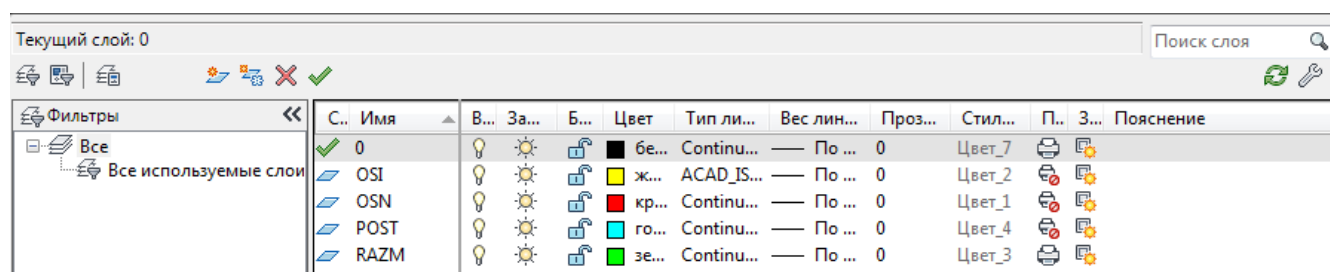 Текущий слой: 0
Поиск слоя
Фильтры
С.. Имя В... За... Б... Цвет Тип ли... Вес лин... Проз... Стил... П.. З... Пояснение
Все
Все используемые слои
0 бе... Continu... По ... 0 Цвет_7
OSI ж... ACAD_IS... По ... 0 Цвет_2
OSN кр... Continu... По ... 0 Цвет_1
POST го... Continu... По ... 0 Цвет_4
RAZM зе... Continu... По ... 0 Цвет_3